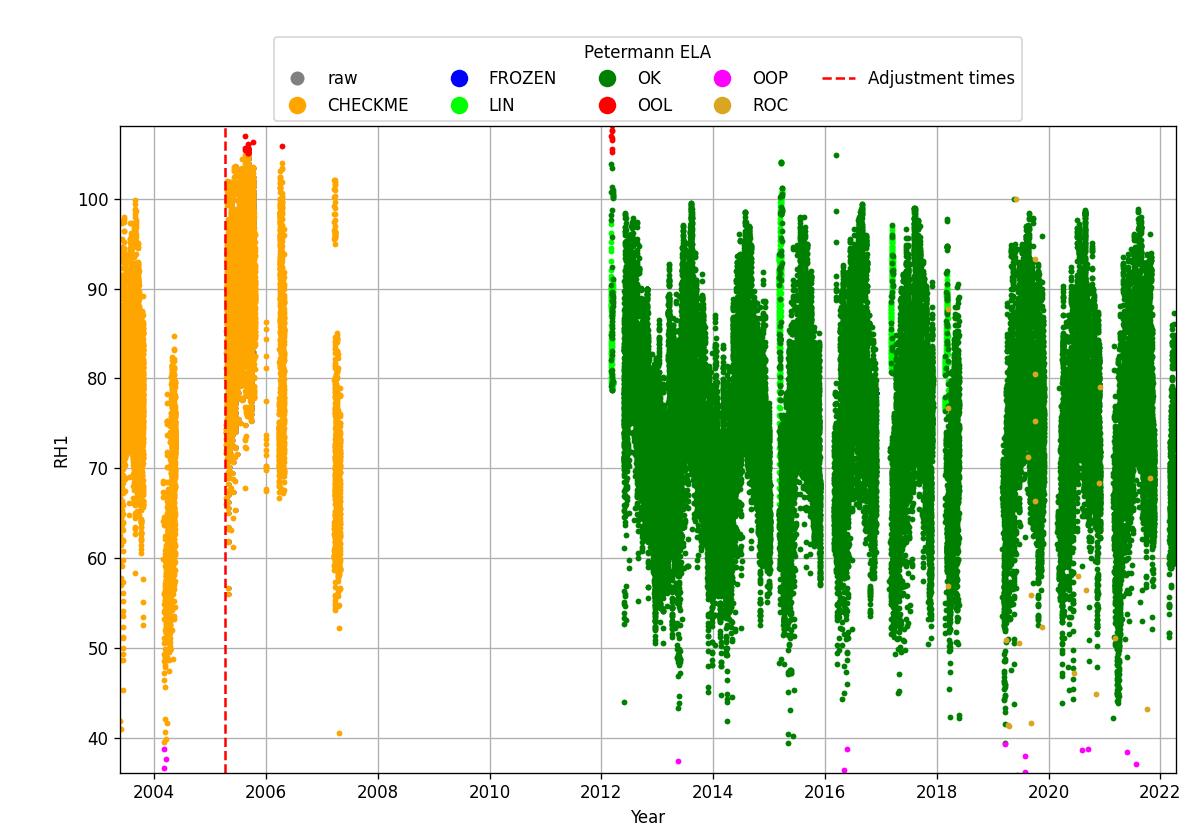 Petermann ELA
raw FROZEN OK OOP Adjustment times
CHECKME LIN OOL ROC
100
90
80
70
60
50
40
RH1
2004 2006 2008 2010 2012 2014 2016 2018 2020 2022
Year